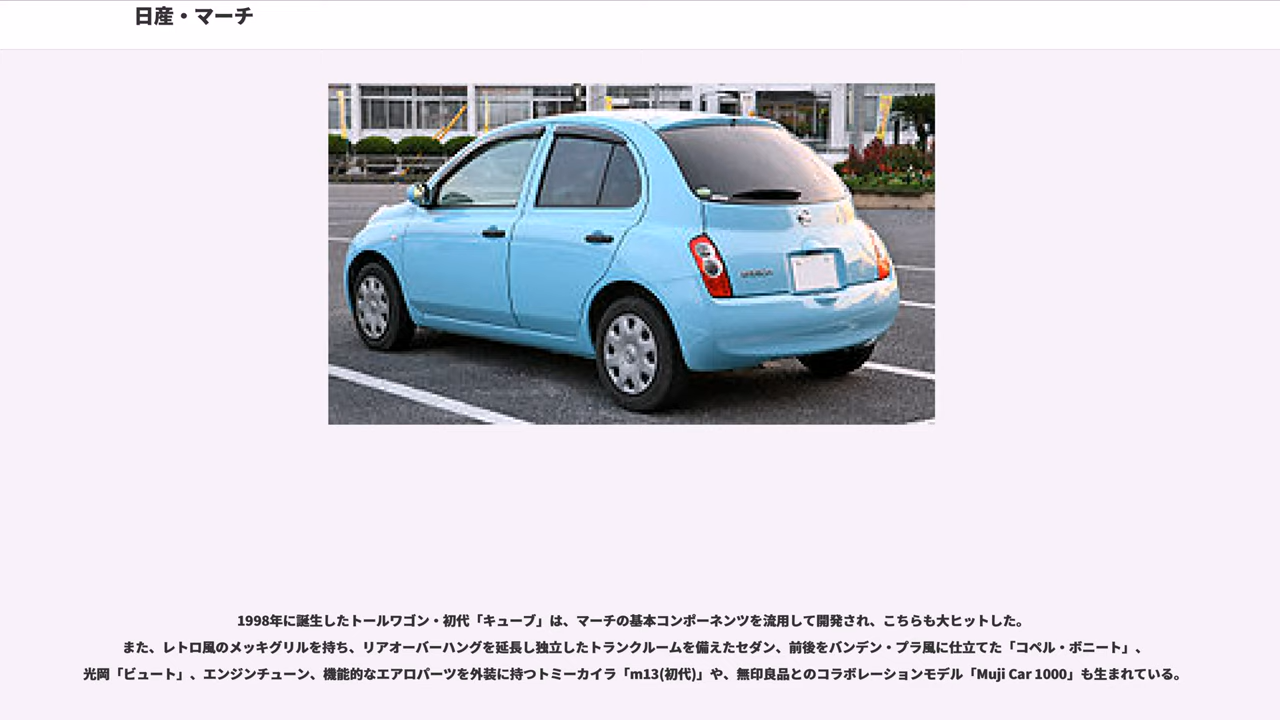 日産・マーチ
1998年に誕生したトールワゴン・初代「キューブ」は、マーチの基本コンポーネンツを流用して開発され、こちらも大ヒットした。
また、レトロ風のメッキグリルを持ち、リアオーバーハングを延長し独立したトランクルームを備えたセダン、前後をバンデン・プラ風に仕立てた「コペル・ボニート」、
光岡「ビュート」、エンジンチューン、機能的なエアロパーツを外装に持つトミーカイラ「m13(初代)」や、無印良品とのコラボレーションモデル「Muji Car 1000」も生まれている。